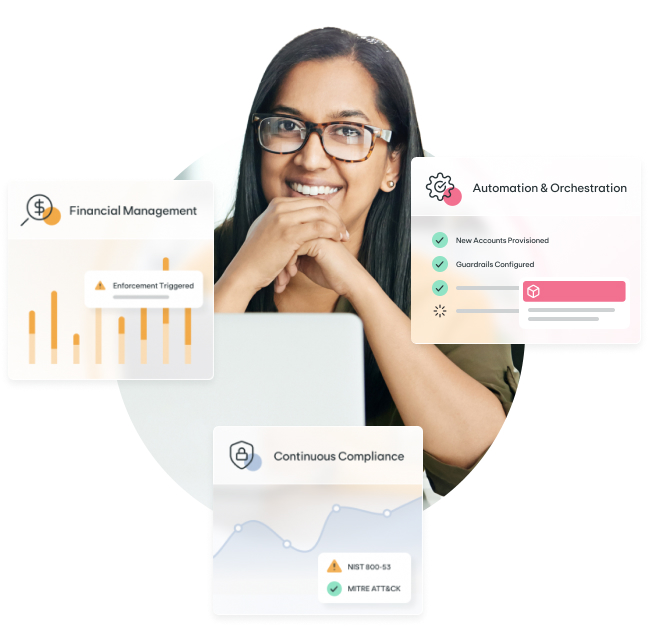 Financial Management
Enforcement Triggered
Automation & Orchestration
New Accounts Provisioned
Guardrails Configured
Continuous Compliance
NIST 800-53
MITRE ATT&CK